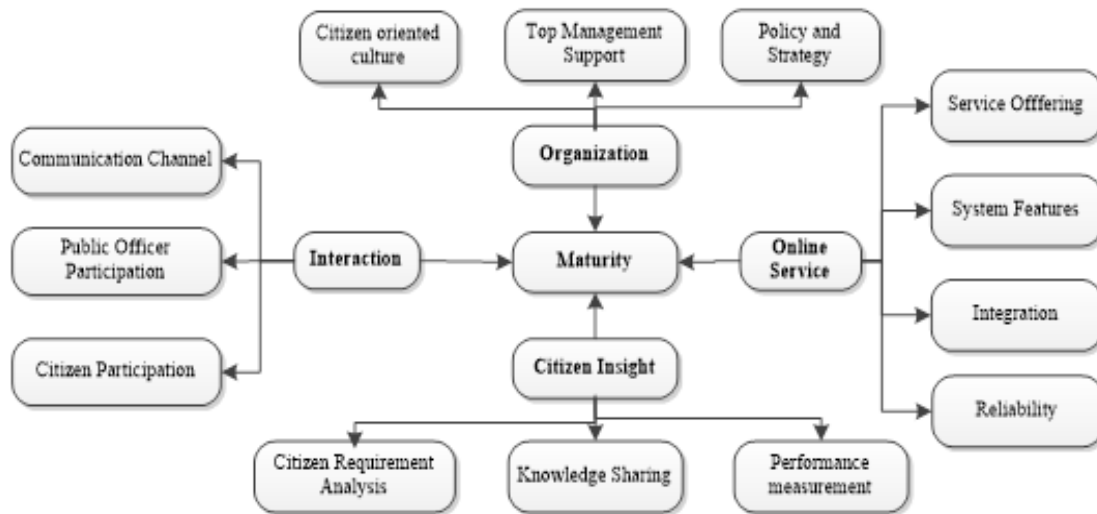 Citizen oriented
culture
Top Management
Support
Policy and
Strategy
Service Offfering
Communication Channel
Organization
System Features
Public Officer
Participation
Interaction
Maturity
Online
Service
Integration
Citizen Participation
Citizen Insight
Reliability
Citizen Requirement
Analysis
Knowledge Sharing
Performance
measurement